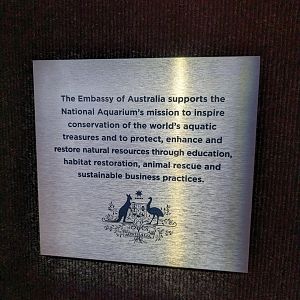 The Embassy of Australia supports the
National Aquarium's mission to inspire
conservation of the world's aquatic
treasures and to protect, enhance and
restore natural resources through education,
habitat restoration, animal rescue and
sustainable business practices.